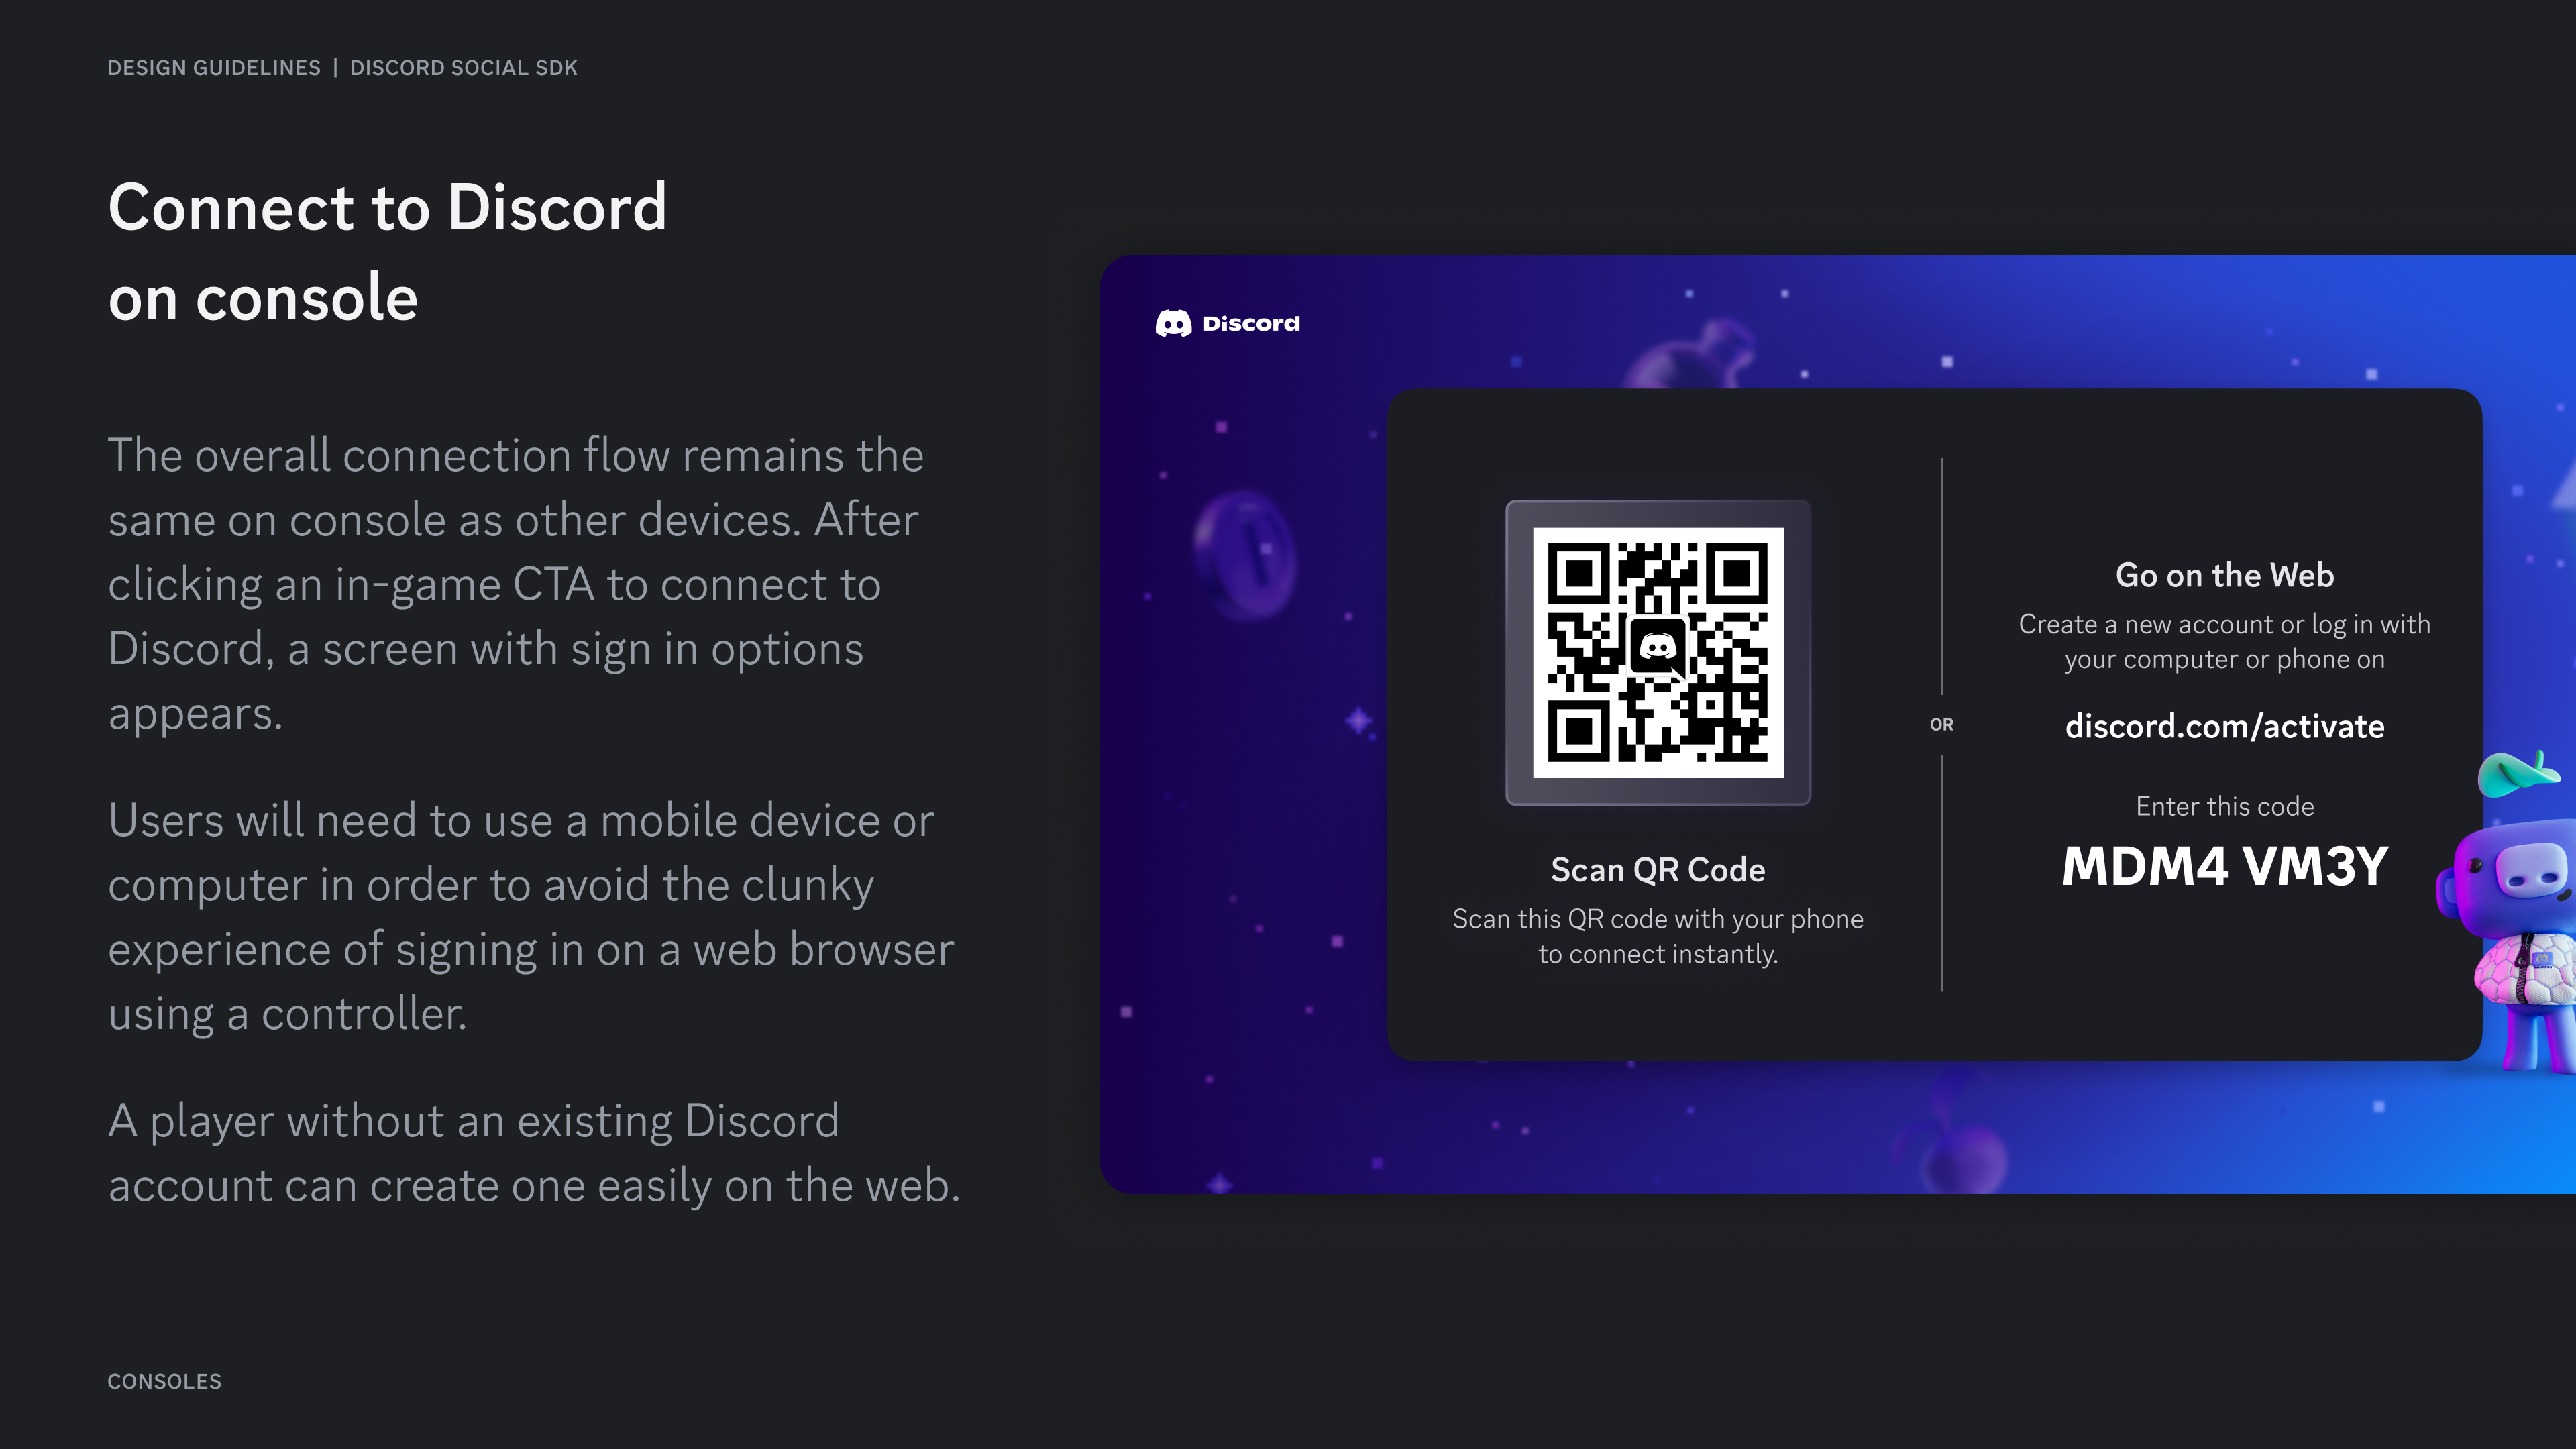 DESIGN GUIDELINES | DISCORD SOCIAL SDK
Connect to Discord
on console
The overall connection flow remains the
same on console as other devices. After
clicking an in-game CTA to connect to
Discord, a screen with sign in options
appears.
Users will need to use a mobile device or
computer in order to avoid the clunky
experience of signing in on a web browser
using a controller.
A player without an existing Discord
account can create one easily on the web.
Discord
Scan QR Code
Scan this QR code with your phone
to connect instantly.
OR
Go on the Web
Create a new account or log in with
your computer or phone on
discord.com/activate
Enter this code
MDM4 VM3Y
CONSOLES